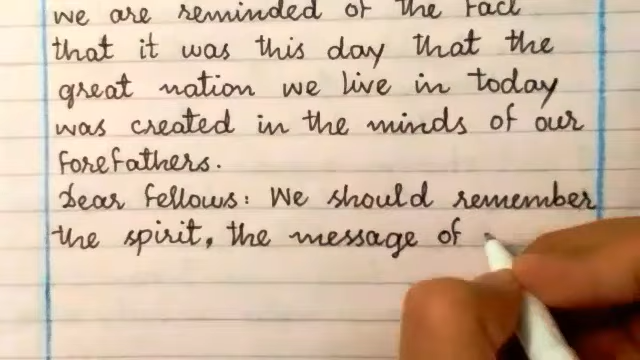 we are reminded of the fact
that it was this day that the
great nation we live in today
was created in the minds of our
forefathers.
Dear fellows: We should remember
the spirit, the message of